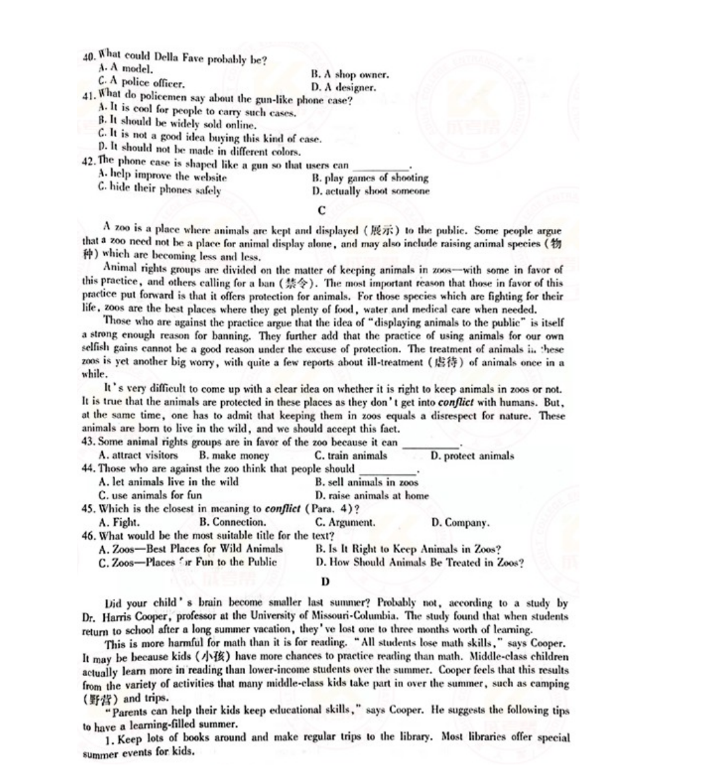 40. What could Della Fave probably be?
A. A model. B. A shop owner.
C. A police officer. D. A designer.
41. What do policemen say about the gun-like phone case?
A. It is cool for people to carry such cases.
B. It should be widely sold online.
C. It is not a good idea buying this kind of case.
D. It should not be made in different colors.
42. The phone case is shaped like a gun so that users can ________.
A. help improve the website B. play games of shooting
C. hide their phones safely D. actually shoot someone
C
A zoo is a place where animals are kept and displayed (展示) to the public. Some people argue
that a zoo need not be a place for animal display alone, and may also include raising animal species (物
种) which are becoming less and less.
Animal rights groups are divided on the matter of keeping animals in zoos—with some in favor of
this practice, and others calling for a ban (禁令). The most important reason that those in favor of this
practice put forward is that it offers protection for animals. For those species which are fighting for their
life, zoos are the best places where they get plenty of food, water and medical care when needed.
Those who are against the practice argue that the idea of "displaying animals to the public" is itself
a strong enough reason for banning. They further add that the practice of using animals for our own
selfish gains cannot be a good reason under the excuse of protection. The treatment of animals in these
zoos is yet another big worry, with quite a few reports about ill-treatment (虐待) of animals once in a
while.
It's very difficult to come up with a clear idea on whether it is right to keep animals in zoos or not.
It is true that the animals are protected in these places as they don't get into conflict with humans. But,
at the same time, one has to admit that keeping them in zoos equals a disrespect for nature. These
animals are born to live in the wild, and we should accept this fact.
43. Some animal rights groups are in favor of the zoo because it can ________.
A. attract visitors B. make money C. train animals D. protect animals
44. Those who are against the zoo think that people should ________.
A. let animals live in the wild B. sell animals in zoos
C. use animals for fun D. raise animals at home
45. Which is the closest in meaning to conflict (Para. 4)?
A. Fight. B. Connection. C. Argument. D. Company.
46. What would be the most suitable title for the text?
A. Zoos—Best Places for Wild Animals B. Is It Right to Keep Animals in Zoos?
C. Zoos—Places for Fun to the Public D. How Should Animals Be Treated in Zoos?
D
Did your child's brain become smaller last summer? Probably not, according to a study by
Dr. Harris Cooper, professor at the University of Missouri-Columbia. The study found that when students
return to school after a long summer vacation, they've lost one to three months worth of learning.
This is more harmful for math than it is for reading. "All students lose math skills," says Cooper.
It may be because kids (小孩) have more chances to practice reading than math. Middle-class children
actually learn more in reading than lower-income students over the summer. Cooper feels that this results
from the variety of activities that many middle-class kids take part in over the summer, such as camping
(野营) and trips.
"Parents can help their kids keep educational skills," says Cooper. He suggests the following tips
to have a learning-filled summer.
1. Keep lots of books around and make regular trips to the library. Most libraries offer special
summer events for kids.